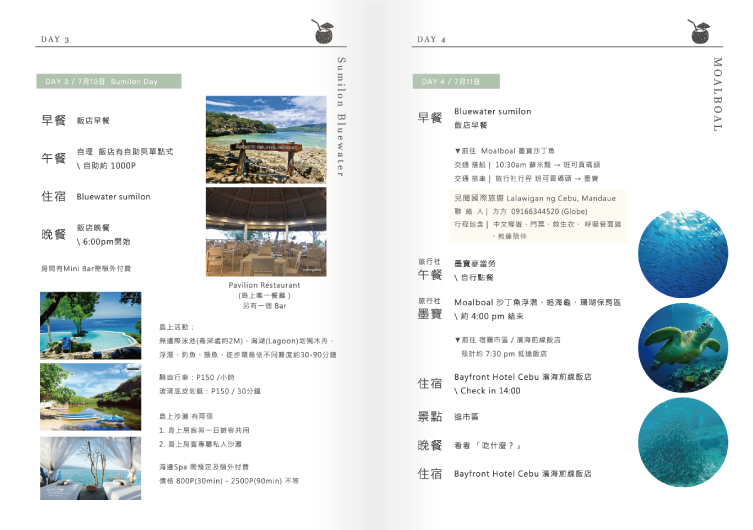 DAY 3
DAY 3 / 7月10日 Sumilon Day
Sumilon Bluewater
早餐 飯店早餐
午餐 自理 飯店有自助與單點式
\ 自助約 1000P
住宿 Bluewater sumilon
晚餐 飯店晚餐
\ 6:00pm開始
房間有Mini Bar需額外付費
Pavilion Restaurant
(島上唯一餐廳)
另有一個 Bar
島上活動：
無邊際泳池(最深處約2M)、潟湖(Lagoon)划獨木舟、
浮潛、釣魚、餵魚、徒步環島依不同難度約30-90分鐘
騎自行車：P150 /小時
玻璃底皮划艇：P150 / 30分鐘
島上沙灘 有兩個
1. 島上房客與一日遊客共用
2. 島上房客專屬私人沙灘
海邊Spa 需預定及額外付費
價格 800P(30min) - 2500P(90min) 不等
DAY 4
DAY 4 / 7月11日
MOALBOAL
早餐 Bluewater sumilon
飯店早餐
▼前往 Moalboal 墨寶沙丁魚
交通 搭船 | 10:30am 蘇米龍 → 班可貢碼頭
交通 搭車 | 旅行社行程 班可貢碼頭 → 墨寶
見聞國際旅遊 Lalawigan ng Cebu, Mandaue
聯 絡 人 | 方方 09166344520 (Globe)
行程包含 | 中文導遊、門票、救生衣、呼吸管面鏡
、教練陪伴
旅行社
午餐 墨寶麥當勞
\ 自行點餐
旅行社
墨寶 Moalboal 沙丁魚浮潛、追海龜、珊瑚保育區
\ 約 4:00 pm 結束
▼前往 宿霧市區 / 濱海前線飯店
預計約 7:30 pm 抵達飯店
住宿 Bayfront Hotel Cebu 濱海前線飯店
\ Check in 14:00
景點 逛市區
晚餐 看看「吃什麼？」
住宿 Bayfront Hotel Cebu 濱海前線飯店